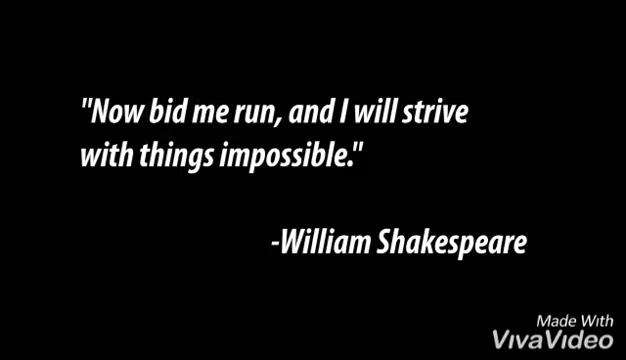 "Now bid me run, and I will strive
with things impossible."
-William Shakespeare
Made With
VivaVideo